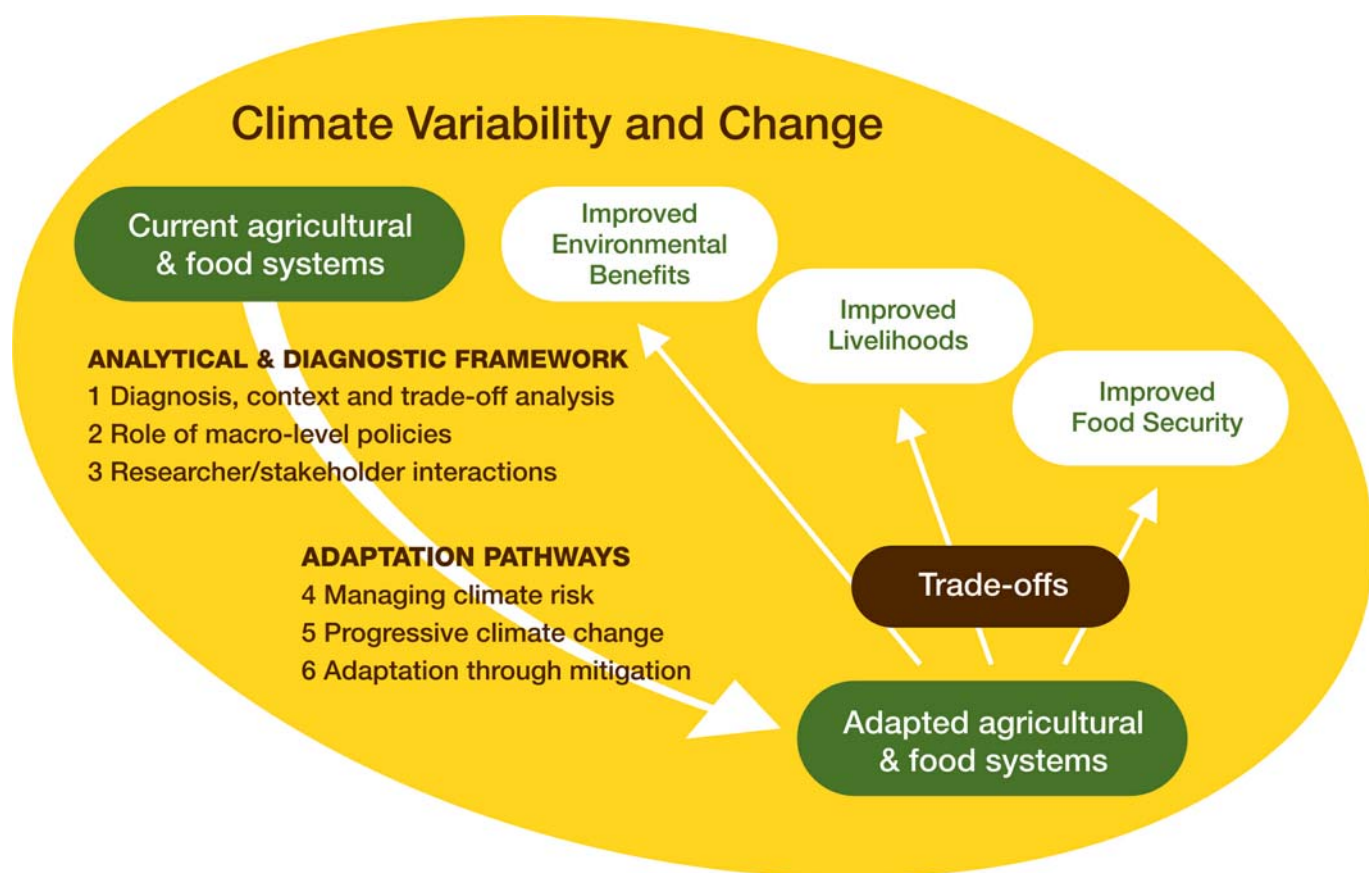 Climate Variability and Change
Current agricultural
& food systems
Improved
Environmental
Benefits
Improved
Livelihoods
Improved
Food Security
ANALYTICAL & DIAGNOSTIC FRAMEWORK
1 Diagnosis, context and trade-off analysis
2 Role of macro-level policies
3 Researcher/stakeholder interactions
ADAPTATION PATHWAYS
4 Managing climate risk
5 Progressive climate change
6 Adaptation through mitigation
Trade-offs
Adapted agricultural
& food systems